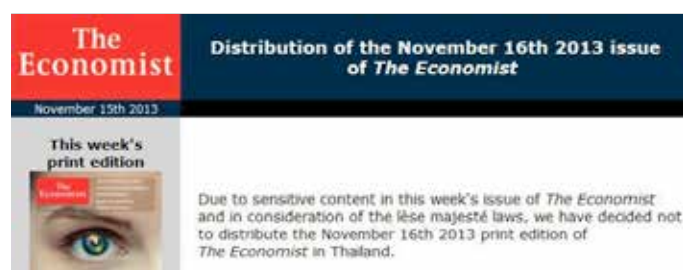 The
Economist
Distribution of the November 16th 2013 issue
of The Economist
November 15th 2013
This week's
print edition
The
Economist
Due to sensitive content in this week's issue of The Economist
and in consideration of the lèse majesté laws, we have decided not
to distribute the November 16th 2013 print edition of
The Economist in Thailand.